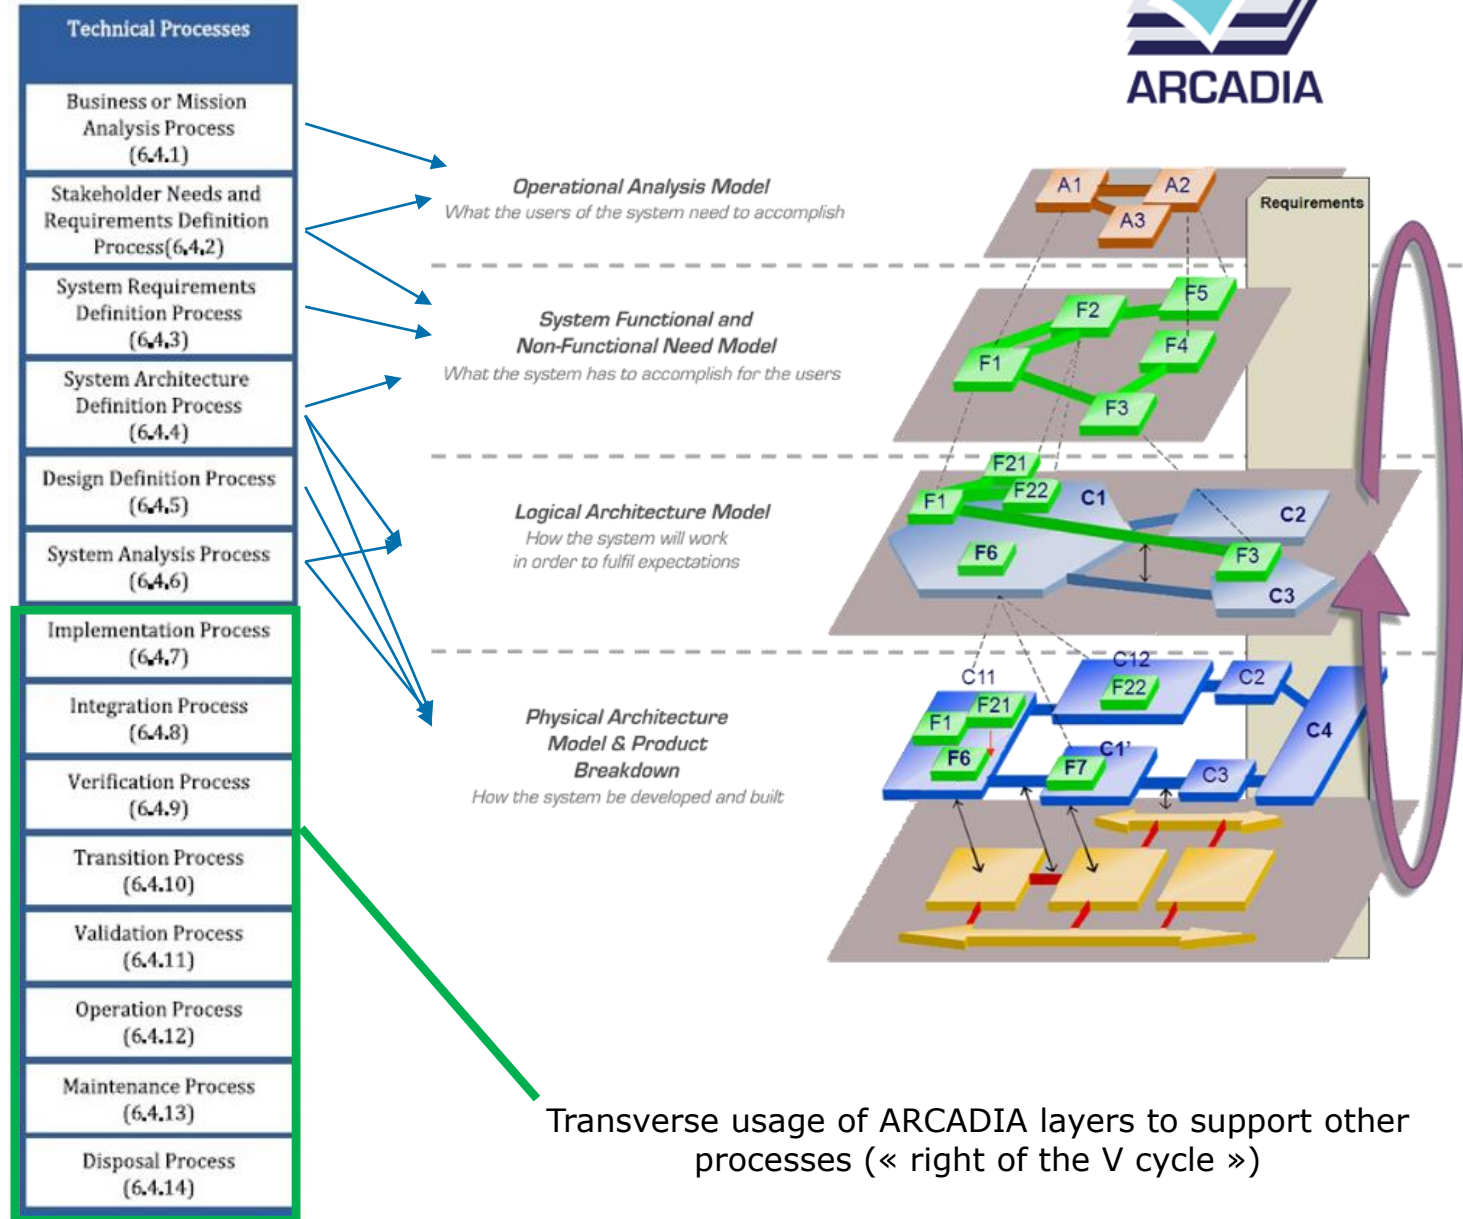 Technical Processes
Business or Mission
Analysis Process
(6.4.1)
Stakeholder Needs and
Requirements Definition
Process(6.4.2)
System Requirements
Definition Process
(6.4.3)
System Architecture
Definition Process
(6.4.4)
Design Definition Process
(6.4.5)
System Analysis Process
(6.4.6)
Implementation Process
(6.4.7)
Integration Process
(6.4.8)
Verification Process
(6.4.9)
Transition Process
(6.4.10)
Validation Process
(6.4.11)
Operation Process
(6.4.12)
Maintenance Process
(6.4.13)
Disposal Process
(6.4.14)
Operational Analysis Model
What the users of the system need to accomplish
System Functional and
Non-Functional Need Model
What the system has to accomplish for the users
Logical Architecture Model
How the system will work
in order to fulfil expectations
Physical Architecture
Model & Product
Breakdown
How the system be developed and built
ARCADIA
Requirements
A1
A2
A3
F5
F2
F4
F1
F3
F21
F22
F1
C1
C2
F6
F3
C3
C12
C11
C2
F22
F21
F1
C4
C1'
F6
F7
C3
Transverse usage of ARCADIA layers to support other
processes (« right of the V cycle »)